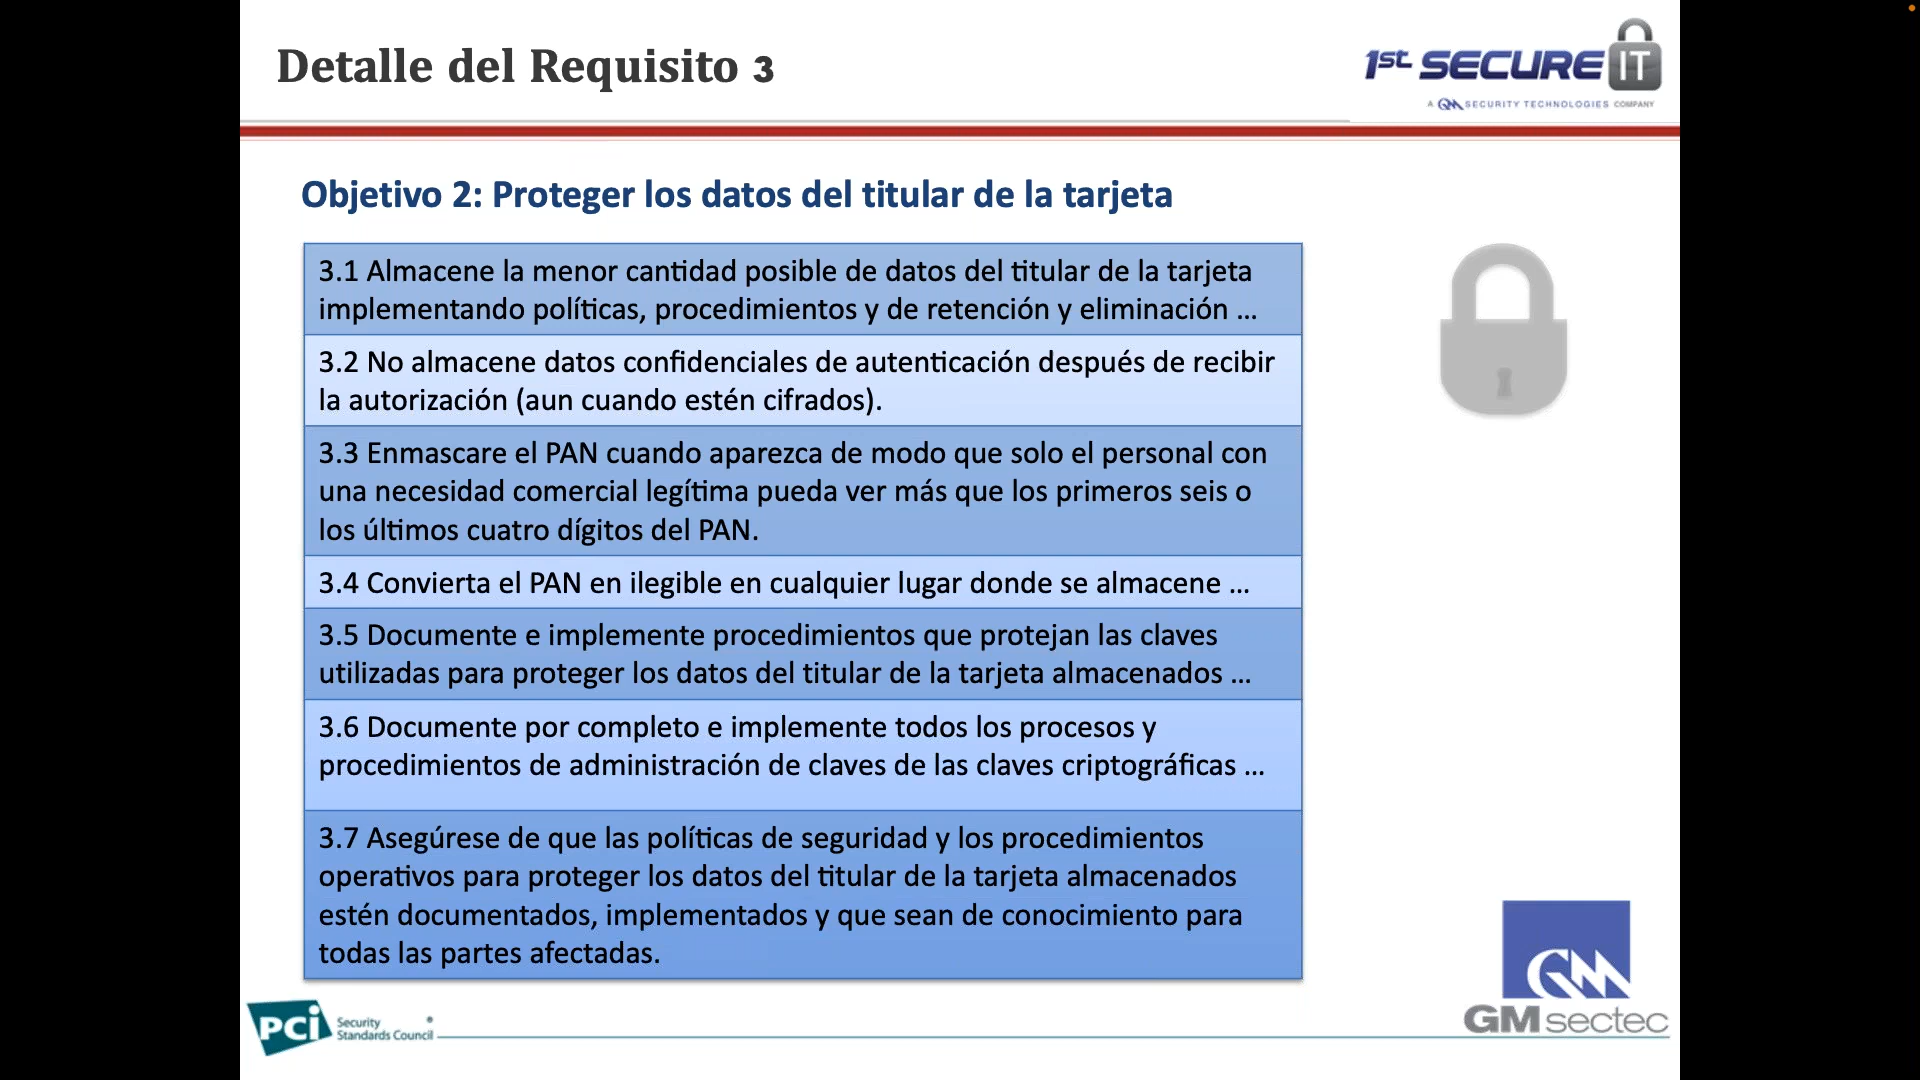 Detalle del Requisito 3
1st SECURE IT
A GM SECURITY TECHNOLOGIES COMPANY
Objetivo 2: Proteger los datos del titular de la tarjeta
3.1 Almacene la menor cantidad posible de datos del titular de la tarjeta
implementando políticas, procedimientos y de retención y eliminación ...
3.2 No almacene datos confidenciales de autenticación después de recibir
la autorización (aun cuando estén cifrados).
3.3 Enmascare el PAN cuando aparezca de modo que solo el personal con
una necesidad comercial legítima pueda ver más que los primeros seis o
los últimos cuatro dígitos del PAN.
3.4 Convierta el PAN en ilegible en cualquier lugar donde se almacene ...
3.5 Documente e implemente procedimientos que protejan las claves
utilizadas para proteger los datos del titular de la tarjeta almacenados ...
3.6 Documente por completo e implemente todos los procesos y
procedimientos de administración de claves de las claves criptográficas ...
3.7 Asegúrese de que las políticas de seguridad y los procedimientos
operativos para proteger los datos del titular de la tarjeta almacenados
estén documentados, implementados y que sean de conocimiento para
todas las partes afectadas.
GM
GM sectec
PCi Security
Standards Council